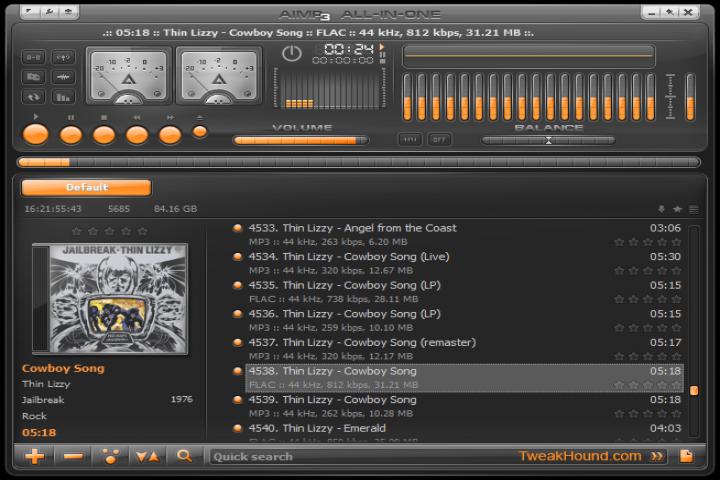 AIMP3 ALL-IN-ONE
.:: 05:18 :: Thin Lizzy - Cowboy Song :: FLAC :: 44 kHz, 812 kbps, 31.21 MB ::.
00:24
00:00:00
VOLUME
OFF
BALANCE
Default
16:21:55:43 5685 84.16 GB
JAILBREAK·THIN LIZZY
Cowboy Song
Thin Lizzy
Jailbreak 1976
Rock
05:18
4533. Thin Lizzy - Angel from the Coast 03:06
MP3 :: 44 kHz, 263 kbps, 6.20 MB
4534. Thin Lizzy - Cowboy Song (Live) 05:30
MP3 :: 44 kHz, 320 kbps, 12.67 MB
4535. Thin Lizzy - Cowboy Song (LP) 05:15
FLAC :: 44 kHz, 738 kbps, 28.11 MB
4536. Thin Lizzy - Cowboy Song (LP) 05:15
MP3 :: 44 kHz, 259 kbps, 10.10 MB
4537. Thin Lizzy - Cowboy Song (remaster) 05:17
MP3 :: 44 kHz, 320 kbps, 12.17 MB
4538. Thin Lizzy - Cowboy Song 05:18
FLAC :: 44 kHz, 812 kbps, 31.21 MB
4539. Thin Lizzy - Cowboy Song 05:18
MP3 :: 44 kHz, 262 kbps, 10.28 MB
4540. Thin Lizzy - Emerald 04:03
Quick search
TweakHound.com